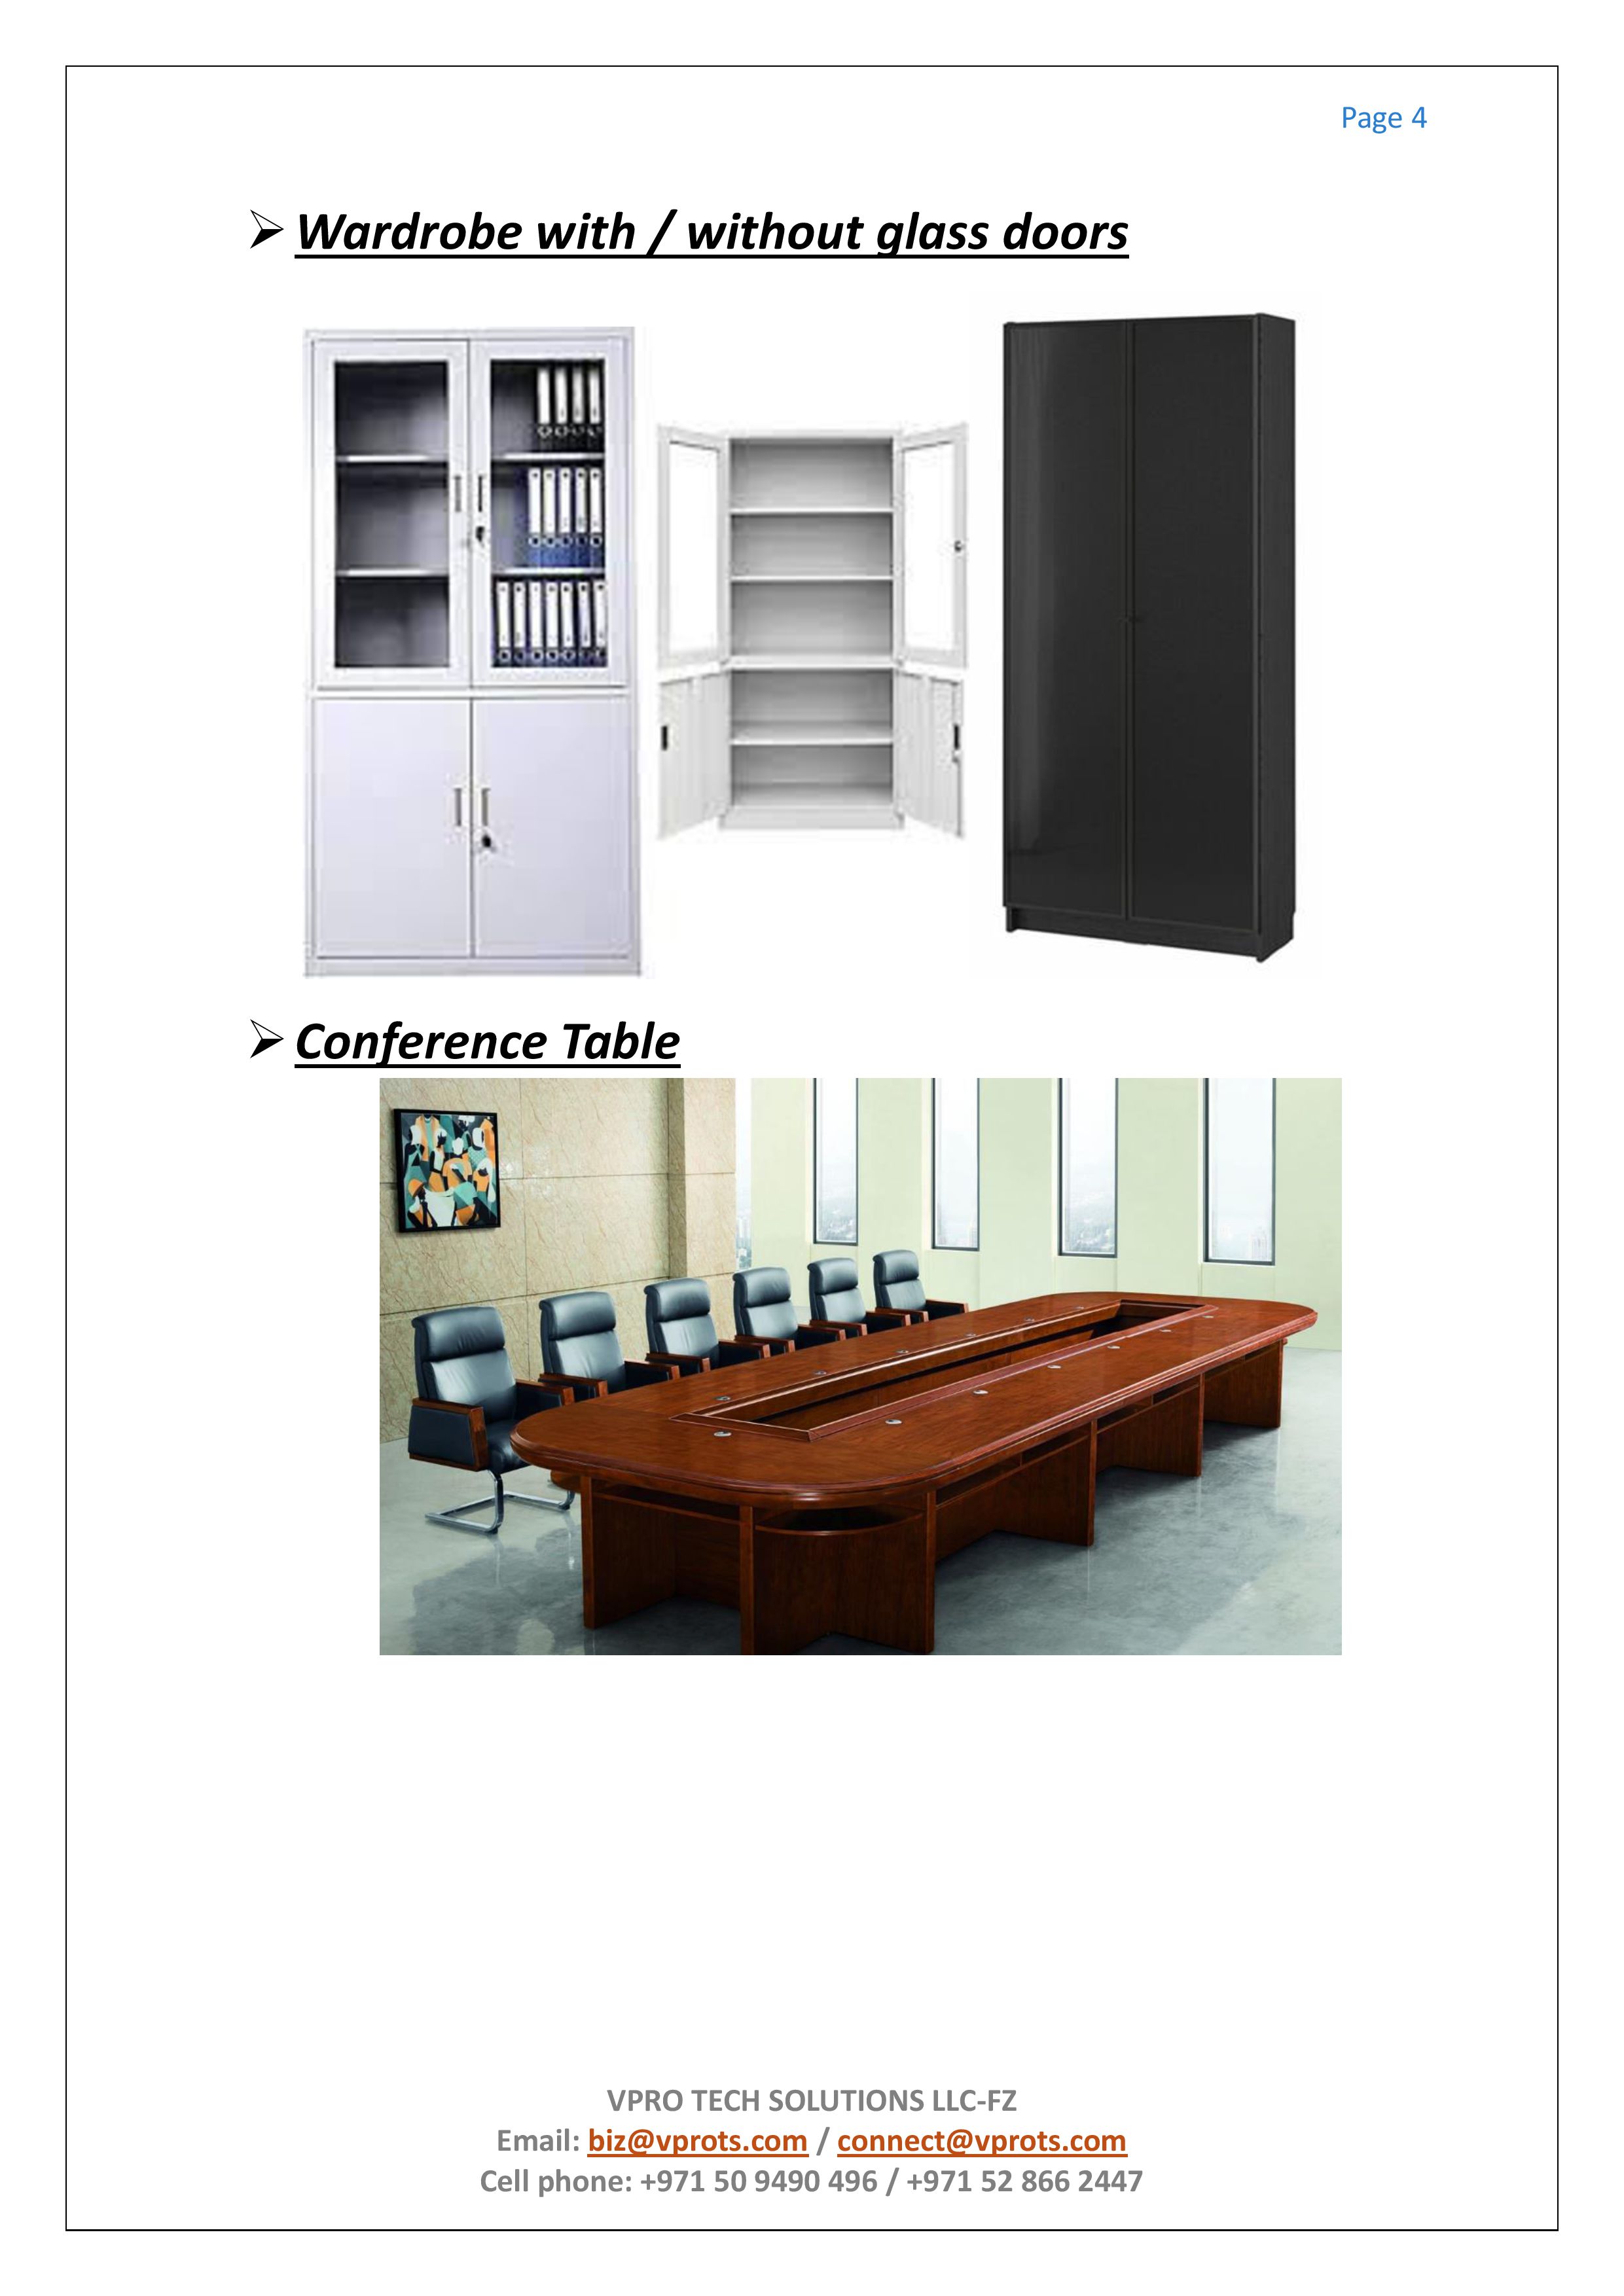 Page 4
Wardrobe with / without glass doors
Conference Table
VPRO TECH SOLUTIONS LLC-FZ
Email: biz@vprots.com / connect@vprots.com
Cell phone: +971 50 9490 496 / +971 52 866 2447